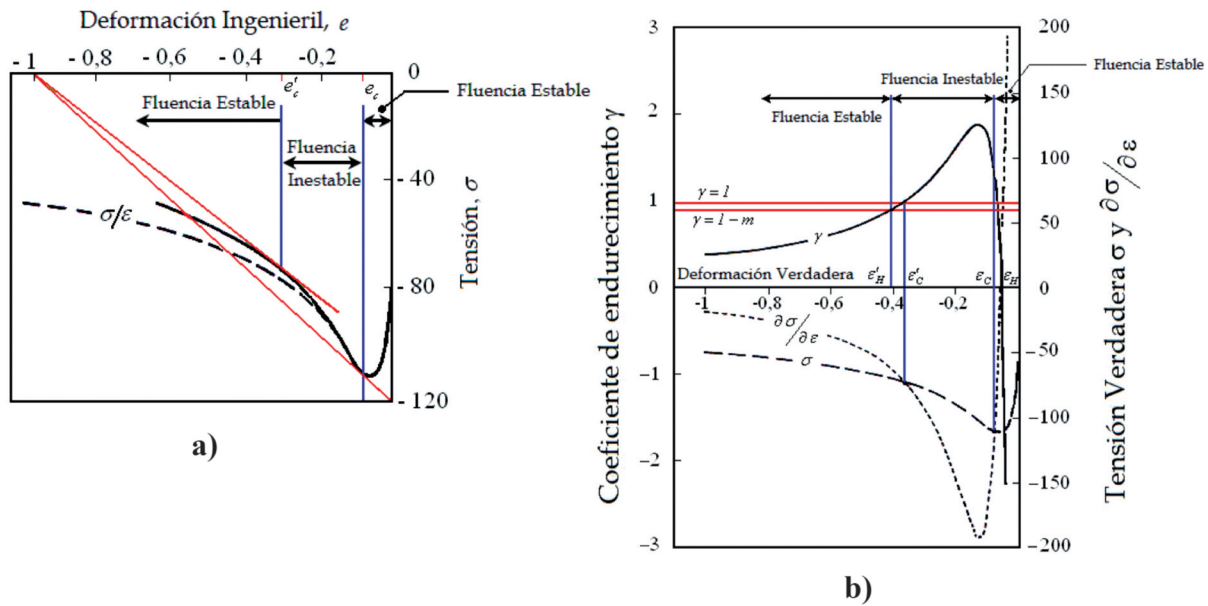 Deformación Ingenieril, e
- 1
- 0,8
- 0,6
- 0,4
- 0,2
0
e'c
ec
Fluencia Estable
Fluencia Estable
Fluencia
Inestable
σ/ε
- 40
- 80
- 120
Tensión, σ
a)
Coeficiente de endurecimiento γ
3
2
1
0
−1
−2
−3
200
150
100
50
0
−50
−100
−150
−200
Tensión Verdadera σ y ∂σ/∂ε
Fluencia Inestable
Fluencia Estable
Fluencia Estable
γ = 1
γ = 1 − m
γ
Deformación Verdadera
ε'H
ε'C
εC
εH
-1
-0,8
-0,6
-0,4
-0,2
∂σ/∂ε
σ
b)